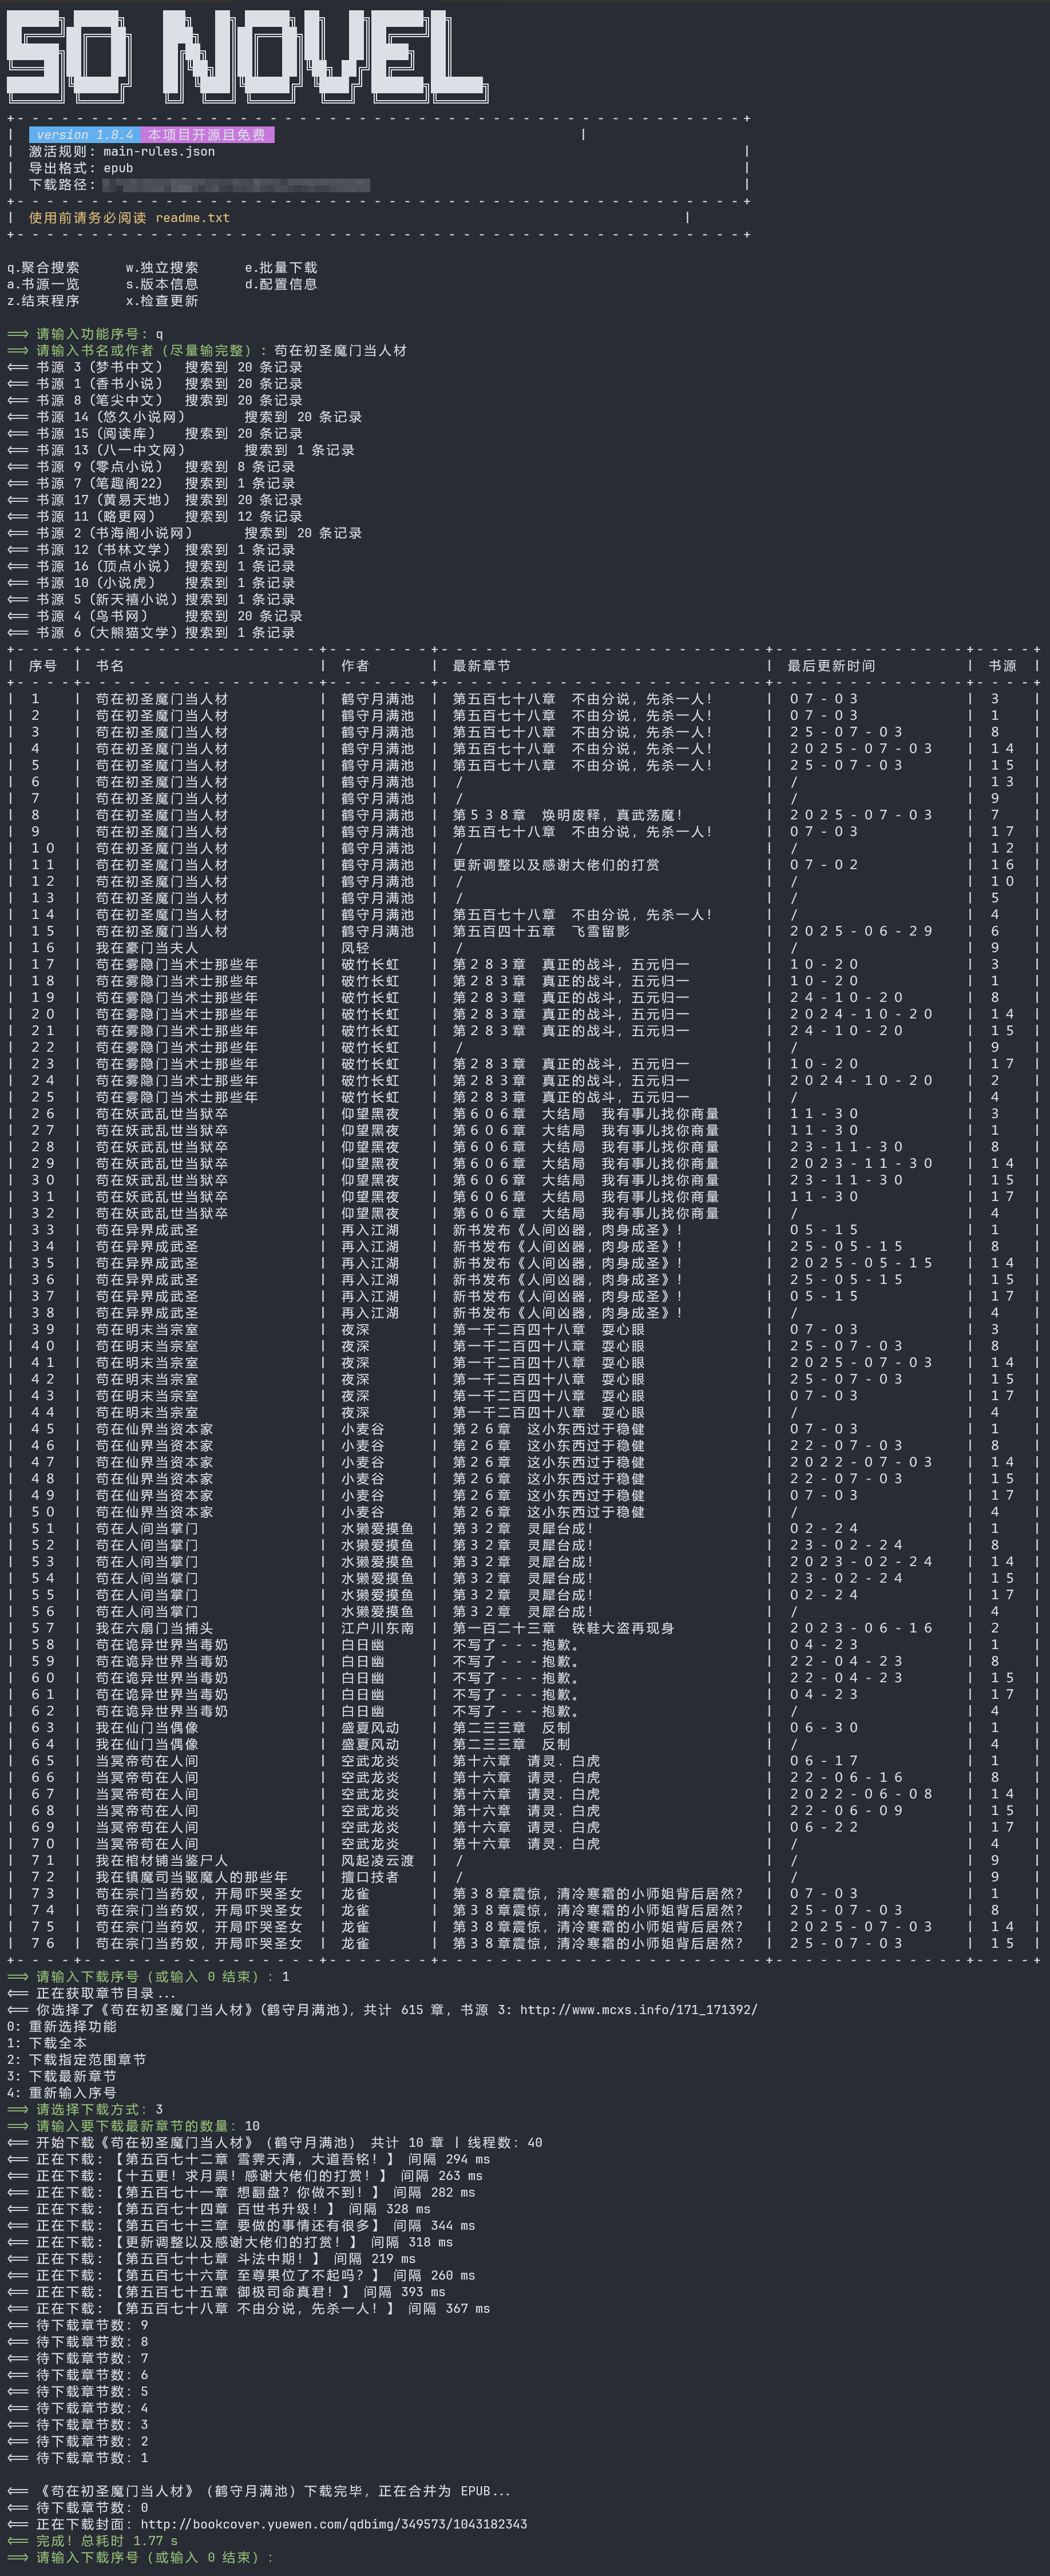 SO NOVEL
version 1.8.4 本项目开源且免费
激活规则: main-rules.json
导出格式: epub
下载路径:
使用前请务必阅读 readme.txt
q.聚合搜索 w.独立搜索 e.批量下载
a.书源一览 s.版本信息 d.配置信息
z.结束程序 x.检查更新
==> 请输入功能序号: q
==> 请输入书名或作者（尽量输完整）: 苟在初圣魔门当人材
<== 书源 3（梦书中文） 搜索到 20 条记录
<== 书源 1（香书小说） 搜索到 20 条记录
<== 书源 8（笔尖中文） 搜索到 20 条记录
<== 书源 14（悠久小说网） 搜索到 20 条记录
<== 书源 15（阅读库） 搜索到 20 条记录
<== 书源 13（八一中文网） 搜索到 1 条记录
<== 书源 9（零点小说） 搜索到 8 条记录
<== 书源 7（笔趣阁22） 搜索到 1 条记录
<== 书源 17（黄易天地） 搜索到 20 条记录
<== 书源 11（略更网） 搜索到 12 条记录
<== 书源 2（书海阁小说网） 搜索到 20 条记录
<== 书源 12（书林文学） 搜索到 1 条记录
<== 书源 16（顶点小说） 搜索到 1 条记录
<== 书源 10（小说虎） 搜索到 1 条记录
<== 书源 5（新天禧小说）搜索到 1 条记录
<== 书源 4（鸟书网） 搜索到 20 条记录
<== 书源 6（大熊猫文学）搜索到 1 条记录
| 序号 | 书名 | 作者 | 最新章节 | 最后更新时间 | 书源 |
| 1 | 苟在初圣魔门当人材 | 鹤守月满池 | 第五百七十八章 不由分说，先杀一人！ | 07-03 | 3 |
| 2 | 苟在初圣魔门当人材 | 鹤守月满池 | 第五百七十八章 不由分说，先杀一人！ | 07-03 | 1 |
| 3 | 苟在初圣魔门当人材 | 鹤守月满池 | 第五百七十八章 不由分说，先杀一人！ | 25-07-03 | 8 |
| 4 | 苟在初圣魔门当人材 | 鹤守月满池 | 第五百七十八章 不由分说，先杀一人！ | 2025-07-03 | 14 |
| 5 | 苟在初圣魔门当人材 | 鹤守月满池 | 第五百七十八章 不由分说，先杀一人！ | 25-07-03 | 15 |
| 6 | 苟在初圣魔门当人材 | 鹤守月满池 | / | / | 13 |
| 7 | 苟在初圣魔门当人材 | 鹤守月满池 | / | / | 9 |
| 8 | 苟在初圣魔门当人材 | 鹤守月满池 | 第538章 焕明废释，真武荡魔！ | 2025-07-03 | 7 |
| 9 | 苟在初圣魔门当人材 | 鹤守月满池 | 第五百七十八章 不由分说，先杀一人！ | 07-03 | 17 |
| 10 | 苟在初圣魔门当人材 | 鹤守月满池 | / | / | 12 |
| 11 | 苟在初圣魔门当人材 | 鹤守月满池 | 更新调整以及感谢大佬们的打赏 | 07-02 | 16 |
| 12 | 苟在初圣魔门当人材 | 鹤守月满池 | / | / | 10 |
| 13 | 苟在初圣魔门当人材 | 鹤守月满池 | / | / | 5 |
| 14 | 苟在初圣魔门当人材 | 鹤守月满池 | 第五百七十八章 不由分说，先杀一人！ | / | 4 |
| 15 | 苟在初圣魔门当人材 | 鹤守月满池 | 第五百四十五章 飞雪留影 | 2025-06-29 | 6 |
| 16 | 我在豪门当夫人 | 凤轻 | / | / | 9 |
| 17 | 苟在雾隐门当术士那些年 | 破竹长虹 | 第283章 真正的战斗，五元归一 | 10-20 | 3 |
| 18 | 苟在雾隐门当术士那些年 | 破竹长虹 | 第283章 真正的战斗，五元归一 | 10-20 | 1 |
| 19 | 苟在雾隐门当术士那些年 | 破竹长虹 | 第283章 真正的战斗，五元归一 | 24-10-20 | 8 |
| 20 | 苟在雾隐门当术士那些年 | 破竹长虹 | 第283章 真正的战斗，五元归一 | 2024-10-20 | 14 |
| 21 | 苟在雾隐门当术士那些年 | 破竹长虹 | 第283章 真正的战斗，五元归一 | 24-10-20 | 15 |
| 22 | 苟在雾隐门当术士那些年 | 破竹长虹 | / | / | 9 |
| 23 | 苟在雾隐门当术士那些年 | 破竹长虹 | 第283章 真正的战斗，五元归一 | 10-20 | 17 |
| 24 | 苟在雾隐门当术士那些年 | 破竹长虹 | 第283章 真正的战斗，五元归一 | 2024-10-20 | 2 |
| 25 | 苟在雾隐门当术士那些年 | 破竹长虹 | 第283章 真正的战斗，五元归一 | / | 4 |
| 26 | 苟在妖武乱世当狱卒 | 仰望黑夜 | 第606章 大结局 我有事儿找你商量 | 11-30 | 3 |
| 27 | 苟在妖武乱世当狱卒 | 仰望黑夜 | 第606章 大结局 我有事儿找你商量 | 11-30 | 1 |
| 28 | 苟在妖武乱世当狱卒 | 仰望黑夜 | 第606章 大结局 我有事儿找你商量 | 23-11-30 | 8 |
| 29 | 苟在妖武乱世当狱卒 | 仰望黑夜 | 第606章 大结局 我有事儿找你商量 | 2023-11-30 | 14 |
| 30 | 苟在妖武乱世当狱卒 | 仰望黑夜 | 第606章 大结局 我有事儿找你商量 | 23-11-30 | 15 |
| 31 | 苟在妖武乱世当狱卒 | 仰望黑夜 | 第606章 大结局 我有事儿找你商量 | 11-30 | 17 |
| 32 | 苟在妖武乱世当狱卒 | 仰望黑夜 | 第606章 大结局 我有事儿找你商量 | / | 4 |
| 33 | 苟在异界成武圣 | 再入江湖 | 新书发布《人间凶器，肉身成圣》！ | 05-15 | 1 |
| 34 | 苟在异界成武圣 | 再入江湖 | 新书发布《人间凶器，肉身成圣》！ | 25-05-15 | 8 |
| 35 | 苟在异界成武圣 | 再入江湖 | 新书发布《人间凶器，肉身成圣》！ | 2025-05-15 | 14 |
| 36 | 苟在异界成武圣 | 再入江湖 | 新书发布《人间凶器，肉身成圣》！ | 25-05-15 | 15 |
| 37 | 苟在异界成武圣 | 再入江湖 | 新书发布《人间凶器，肉身成圣》！ | 05-15 | 17 |
| 38 | 苟在异界成武圣 | 再入江湖 | 新书发布《人间凶器，肉身成圣》！ | / | 4 |
| 39 | 苟在明末当宗室 | 夜深 | 第一千二百四十八章 耍心眼 | 07-03 | 3 |
| 40 | 苟在明末当宗室 | 夜深 | 第一千二百四十八章 耍心眼 | 25-07-03 | 8 |
| 41 | 苟在明末当宗室 | 夜深 | 第一千二百四十八章 耍心眼 | 2025-07-03 | 14 |
| 42 | 苟在明末当宗室 | 夜深 | 第一千二百四十八章 耍心眼 | 25-07-03 | 15 |
| 43 | 苟在明末当宗室 | 夜深 | 第一千二百四十八章 耍心眼 | 07-03 | 17 |
| 44 | 苟在明末当宗室 | 夜深 | 第一千二百四十八章 耍心眼 | / | 4 |
| 45 | 苟在仙界当资本家 | 小麦谷 | 第26章 这小东西过于稳健 | 07-03 | 1 |
| 46 | 苟在仙界当资本家 | 小麦谷 | 第26章 这小东西过于稳健 | 22-07-03 | 8 |
| 47 | 苟在仙界当资本家 | 小麦谷 | 第26章 这小东西过于稳健 | 2022-07-03 | 14 |
| 48 | 苟在仙界当资本家 | 小麦谷 | 第26章 这小东西过于稳健 | 22-07-03 | 15 |
| 49 | 苟在仙界当资本家 | 小麦谷 | 第26章 这小东西过于稳健 | 07-03 | 17 |
| 50 | 苟在仙界当资本家 | 小麦谷 | 第26章 这小东西过于稳健 | / | 4 |
| 51 | 苟在人间当掌门 | 水獭爱摸鱼 | 第32章 灵犀台成！ | 02-24 | 1 |
| 52 | 苟在人间当掌门 | 水獭爱摸鱼 | 第32章 灵犀台成！ | 23-02-24 | 8 |
| 53 | 苟在人间当掌门 | 水獭爱摸鱼 | 第32章 灵犀台成！ | 2023-02-24 | 14 |
| 54 | 苟在人间当掌门 | 水獭爱摸鱼 | 第32章 灵犀台成！ | 23-02-24 | 15 |
| 55 | 苟在人间当掌门 | 水獭爱摸鱼 | 第32章 灵犀台成！ | 02-24 | 17 |
| 56 | 苟在人间当掌门 | 水獭爱摸鱼 | 第32章 灵犀台成！ | / | 4 |
| 57 | 我在六扇门当捕头 | 江户川东南 | 第一百二十三章 铁鞋大盗再现身 | 2023-06-16 | 2 |
| 58 | 苟在诡异世界当毒奶 | 白日幽 | 不写了---抱歉。 | 04-23 | 1 |
| 59 | 苟在诡异世界当毒奶 | 白日幽 | 不写了---抱歉。 | 22-04-23 | 8 |
| 60 | 苟在诡异世界当毒奶 | 白日幽 | 不写了---抱歉。 | 22-04-23 | 15 |
| 61 | 苟在诡异世界当毒奶 | 白日幽 | 不写了---抱歉。 | 04-23 | 17 |
| 62 | 苟在诡异世界当毒奶 | 白日幽 | 不写了---抱歉。 | / | 4 |
| 63 | 我在仙门当偶像 | 盛夏风动 | 第二三三章 反制 | 06-30 | 1 |
| 64 | 我在仙门当偶像 | 盛夏风动 | 第二三三章 反制 | / | 4 |
| 65 | 当冥帝苟在人间 | 空武龙炎 | 第十六章 请灵．白虎 | 06-17 | 1 |
| 66 | 当冥帝苟在人间 | 空武龙炎 | 第十六章 请灵．白虎 | 22-06-16 | 8 |
| 67 | 当冥帝苟在人间 | 空武龙炎 | 第十六章 请灵．白虎 | 2022-06-08 | 14 |
| 68 | 当冥帝苟在人间 | 空武龙炎 | 第十六章 请灵．白虎 | 22-06-09 | 15 |
| 69 | 当冥帝苟在人间 | 空武龙炎 | 第十六章 请灵．白虎 | 06-22 | 17 |
| 70 | 当冥帝苟在人间 | 空武龙炎 | 第十六章 请灵．白虎 | / | 4 |
| 71 | 我在棺材铺当鉴尸人 | 风起凌云渡 | / | / | 9 |
| 72 | 我在镇魔司当驱魔人的那些年 | 擅口技者 | / | / | 9 |
| 73 | 苟在宗门当药奴，开局吓哭圣女 | 龙雀 | 第38章震惊，清冷寒霜的小师姐背后居然？ | 07-03 | 1 |
| 74 | 苟在宗门当药奴，开局吓哭圣女 | 龙雀 | 第38章震惊，清冷寒霜的小师姐背后居然？ | 25-07-03 | 8 |
| 75 | 苟在宗门当药奴，开局吓哭圣女 | 龙雀 | 第38章震惊，清冷寒霜的小师姐背后居然？ | 2025-07-03 | 14 |
| 76 | 苟在宗门当药奴，开局吓哭圣女 | 龙雀 | 第38章震惊，清冷寒霜的小师姐背后居然？ | 25-07-03 | 15 |
==> 请输入下载序号（或输入 0 结束）: 1
<== 正在获取章节目录...
<== 你选择了《苟在初圣魔门当人材》(鹤守月满池)，共计 615 章，书源 3: http://www.mcxs.info/171_171392/
0: 重新选择功能
1: 下载全本
2: 下载指定范围章节
3: 下载最新章节
4: 重新输入序号
==> 请选择下载方式: 3
==> 请输入要下载最新章节的数量: 10
<== 开始下载《苟在初圣魔门当人材》（鹤守月满池） 共计 10 章 | 线程数: 40
<== 正在下载: 【第五百七十二章 雪霁天清，大道吾铭！】 间隔 294 ms
<== 正在下载: 【十五更！求月票！感谢大佬们的打赏！】 间隔 263 ms
<== 正在下载: 【第五百七十一章 想翻盘？你做不到！】 间隔 282 ms
<== 正在下载: 【第五百七十四章 百世书升级！】 间隔 328 ms
<== 正在下载: 【第五百七十三章 要做的事情还有很多】 间隔 344 ms
<== 正在下载: 【更新调整以及感谢大佬们的打赏！】 间隔 318 ms
<== 正在下载: 【第五百七十七章 斗法中期！】 间隔 219 ms
<== 正在下载: 【第五百七十六章 至尊果位了不起吗？】 间隔 260 ms
<== 正在下载: 【第五百七十五章 御极司命真君！】 间隔 393 ms
<== 正在下载: 【第五百七十八章 不由分说，先杀一人！】 间隔 367 ms
<== 待下载章节数: 9
<== 待下载章节数: 8
<== 待下载章节数: 7
<== 待下载章节数: 6
<== 待下载章节数: 5
<== 待下载章节数: 4
<== 待下载章节数: 3
<== 待下载章节数: 2
<== 待下载章节数: 1
<== 《苟在初圣魔门当人材》（鹤守月满池）下载完毕，正在合并为 EPUB...
<== 待下载章节数: 0
<== 正在下载封面: http://bookcover.yuewen.com/qdbimg/349573/1043182343
<== 完成！总耗时 1.77 s
==> 请输入下载序号（或输入 0 结束）: